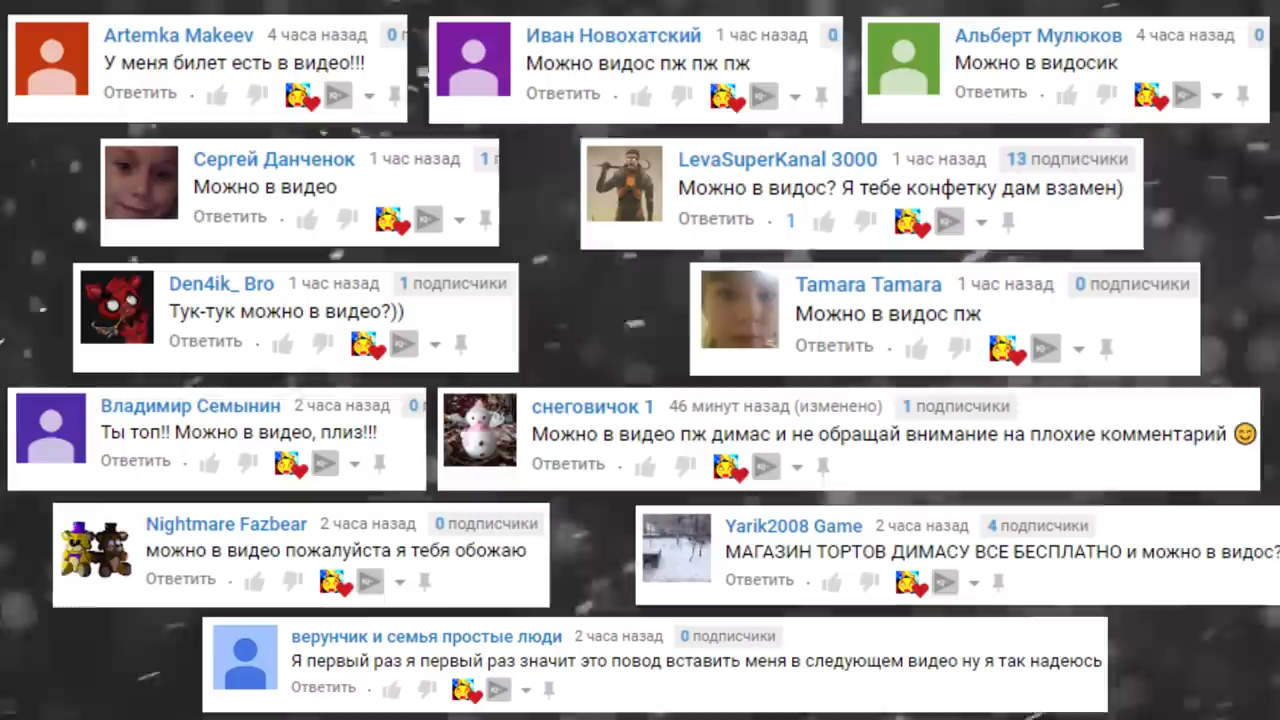 Artemka Makeev 4 часа назад 0
У меня билет есть в видео!!!
Ответить
Иван Новохатский 1 час назад 0
Можно видос пж пж пж
Ответить
Альберт Мулюков 4 часа назад 0
Можно в видосик
Ответить
Сергей Данченок 1 час назад 1
Можно в видео
Ответить
LevaSuperKanal 3000 1 час назад 13 подписчики
Можно в видос? Я тебе конфетку дам взамен)
Ответить 1
Den4ik_ Bro 1 час назад 1 подписчики
Тук-тук можно в видео?))
Ответить
Tamara Tamara 1 час назад 0 подписчики
Можно в видос пж
Ответить
Владимир Семынин 2 часа назад 0
Ты топ!! Можно в видео, плиз!!!
Ответить
снеговичок 1 46 минут назад (изменено) 1 подписчики
Можно в видео пж димас и не обращай внимание на плохие комментарий 😊
Ответить
Nightmare Fazbear 2 часа назад 0 подписчики
можно в видео пожалуйста я тебя обожаю
Ответить
Yarik2008 Game 2 часа назад 4 подписчики
МАГАЗИН ТОРТОВ ДИМАСУ ВСЕ БЕСПЛАТНО и можно в видос?
Ответить
верунчик и семья простые люди 2 часа назад 0 подписчики
Я первый раз я первый раз значит это повод вставить меня в следующем видео ну я так надеюсь
Ответить